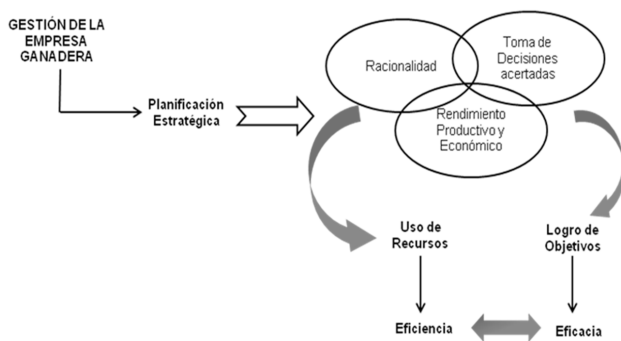 GESTIÓN DE LA
EMPRESA
GANADERA
Planificación
Estratégica
Racionalidad
Toma de
Decisiones
acertadas
Rendimiento
Productivo y
Económico
Uso de
Recursos
Logro de
Objetivos
Eficiencia
Eficacia